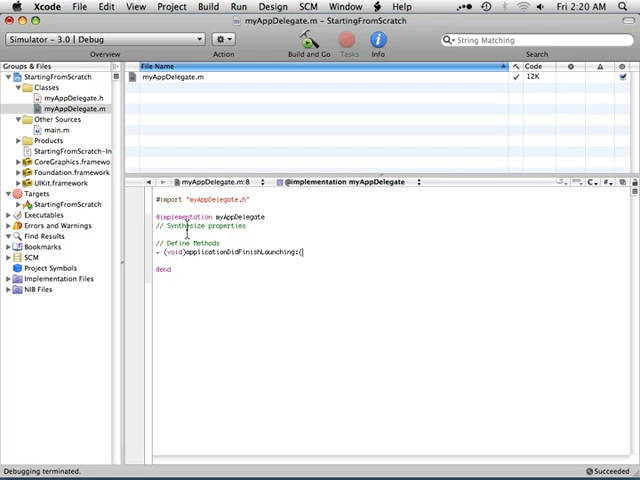 Xcode File Edit View Project Build Run Design SCM Window Help Fri 2:20 AM
myAppDelegate.m – StartingFromScratch
Simulator - 3.0 | Debug
Overview Action Build and Go Tasks Info Search
String Matching
Groups & Files
StartingFromScratch
Classes
myAppDelegate.h
myAppDelegate.m
Other Sources
main.m
Products
StartingFromScratch-In
CoreGraphics.framewo
Foundation.framewo
UIKit.framework
Targets
StartingFromScratch
Executables
Errors and Warnings
Find Results
Bookmarks
SCM
Project Symbols
Implementation Files
NIB Files
File Name Code
myAppDelegate.m 12K
myAppDelegate.m:8 @implementation myAppDelegate
#import "myAppDelegate.h"
@implementation myAppDelegate
// Synthesize properties
// Define Methods
- (void)applicationDidFinishLaunching:(
@end
Debugging terminated.